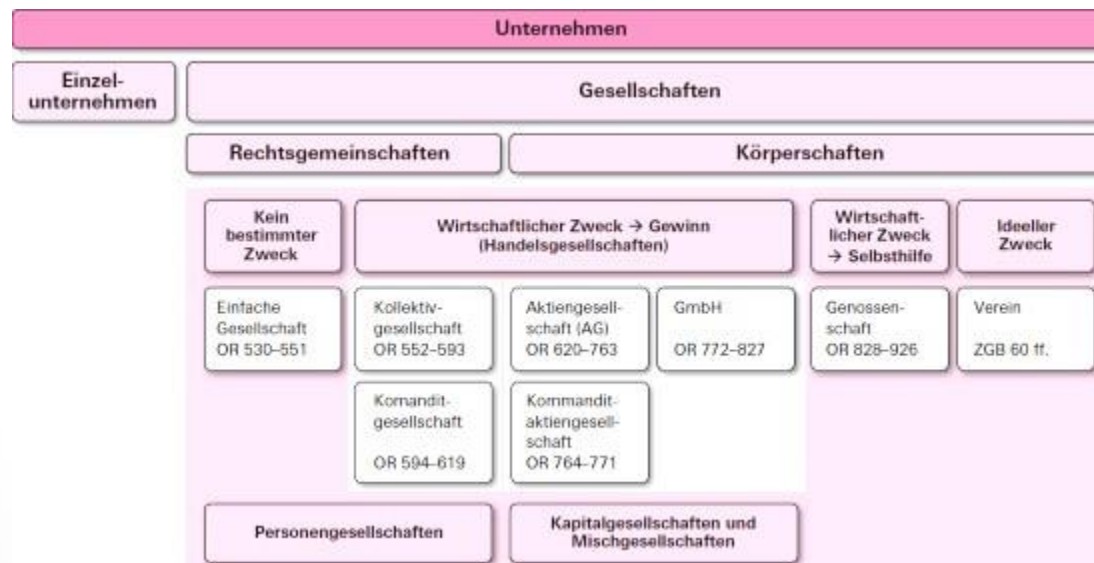 Unternehmen
Einzel-
unternehmen
Gesellschaften
Rechtsgemeinschaften
Körperschaften
Kein
bestimmter
Zweck
Wirtschaftlicher Zweck → Gewinn
(Handelsgesellschaften)
Wirtschaft-
licher Zweck
→ Selbsthilfe
Ideeller
Zweck
Einfache
Gesellschaft
OR 530–551
Kollektiv-
gesellschaft
OR 552–593
Aktiengesell-
schaft (AG)
OR 620–763
GmbH
OR 772–827
Genossen-
schaft
OR 828–926
Verein
ZGB 60 ff.
Komandit-
gesellschaft
OR 594–619
Kommandit-
aktiengesell-
schaft
OR 764–771
Personengesellschaften
Kapitalgesellschaften und
Mischgesellschaften